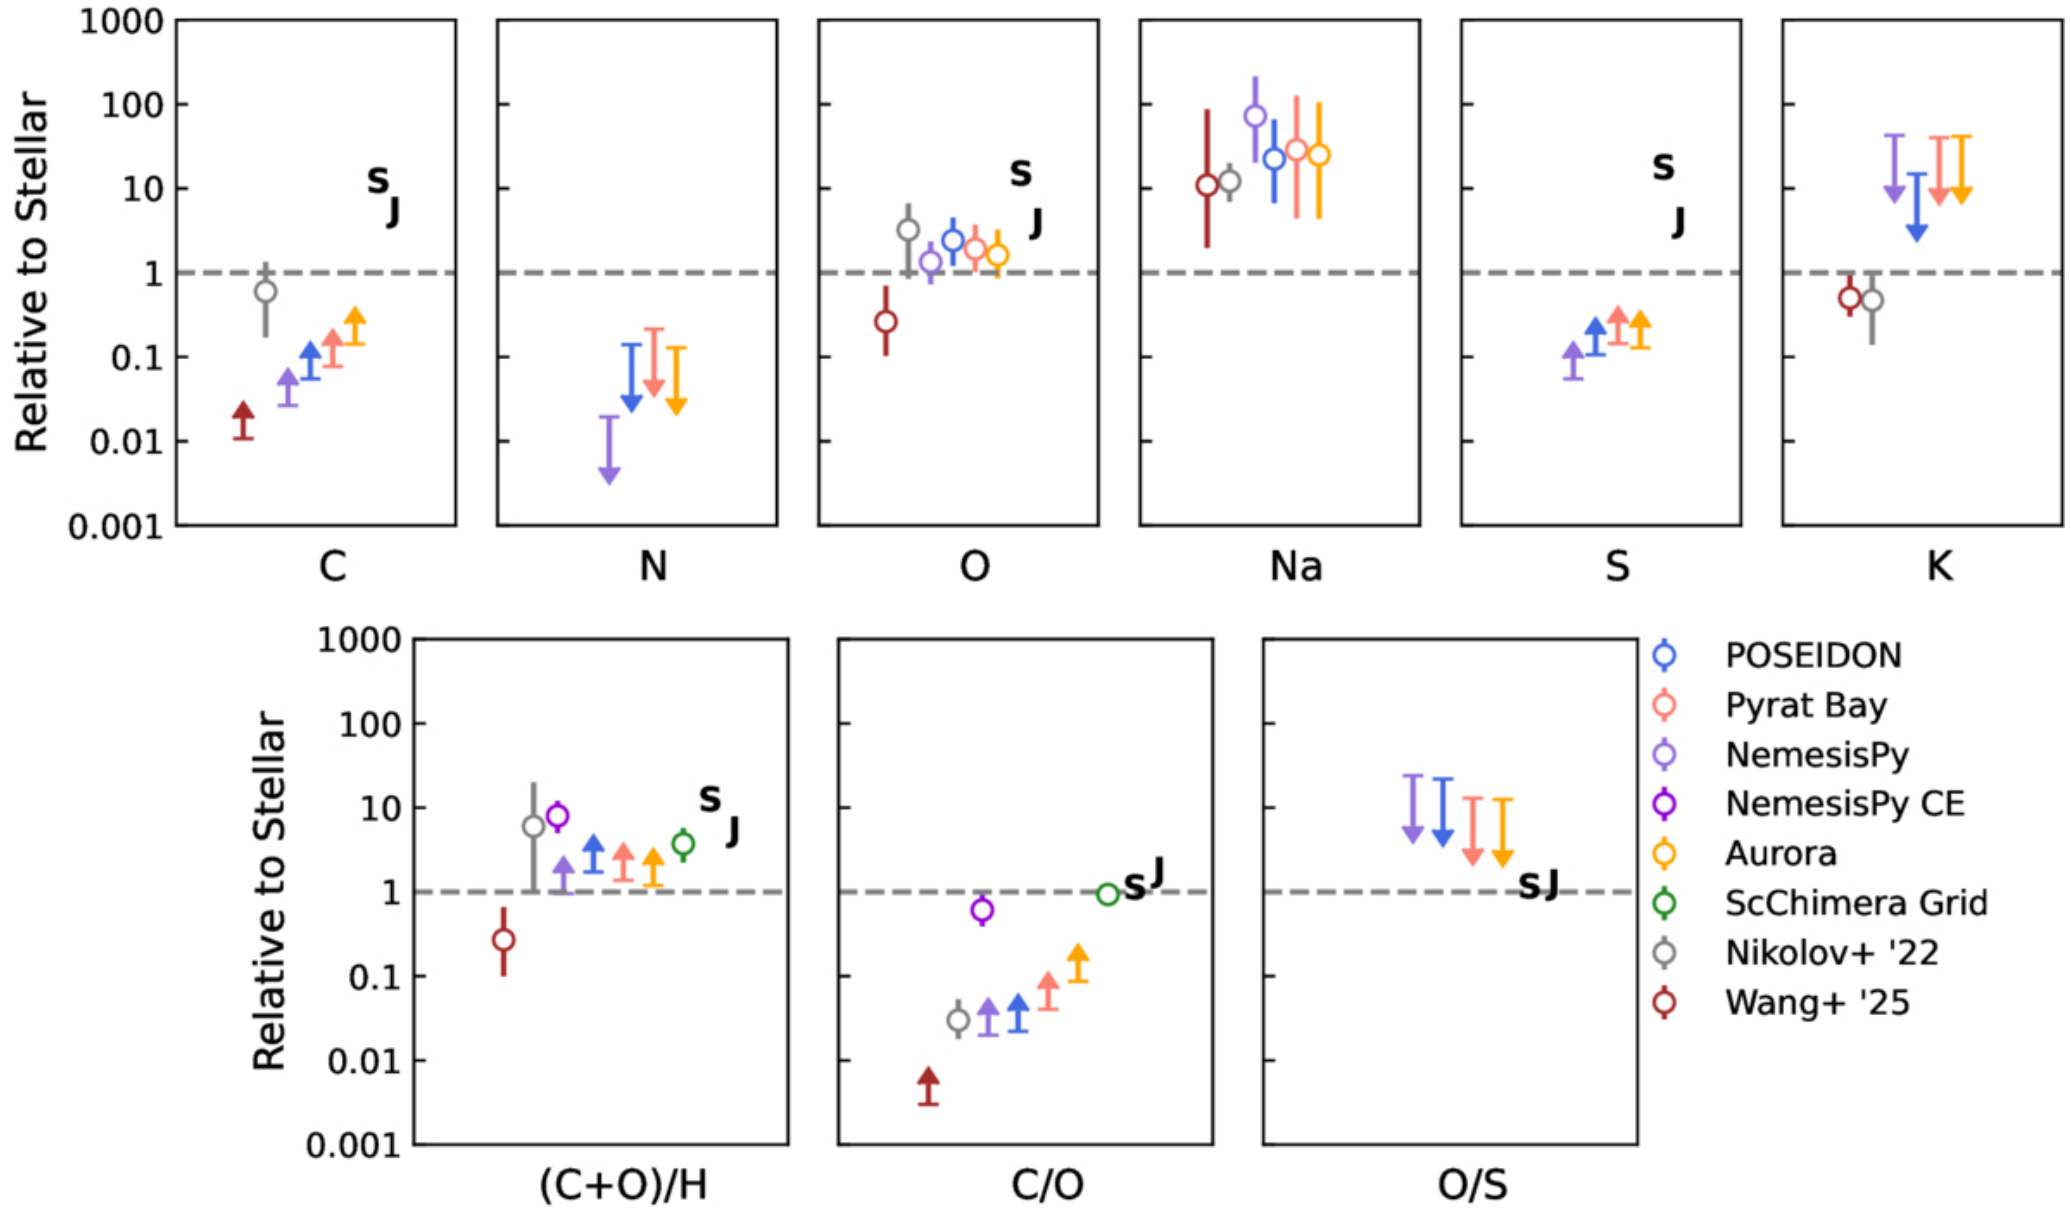 Relative to Stellar
1000
100
10
1
0.1
0.01
0.001
S
J
S
J
S
J
C
N
O
Na
S
K
Relative to Stellar
1000
100
10
1
0.1
0.01
0.001
S
J
S
J
S J
(C+O)/H
C/O
O/S
POSEIDON
Pyrat Bay
NemesisPy
NemesisPy CE
Aurora
ScChimera Grid
Nikolov+ '22
Wang+ '25